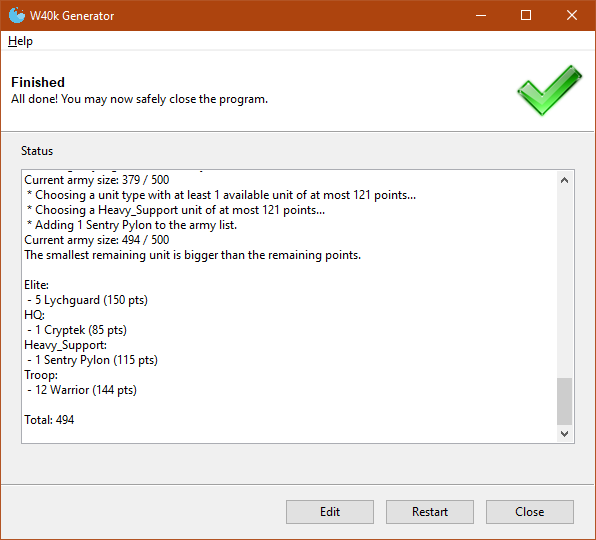 W40k Generator
Help
Finished
All done! You may now safely close the program.
Status
Current army size: 379 / 500
* Choosing a unit type with at least 1 available unit of at most 121 points...
* Choosing a Heavy_Support unit of at most 121 points...
* Adding 1 Sentry Pylon to the army list.
Current army size: 494 / 500
The smallest remaining unit is bigger than the remaining points.
Elite:
- 5 Lychguard (150 pts)
HQ:
- 1 Cryptek (85 pts)
Heavy_Support:
- 1 Sentry Pylon (115 pts)
Troop:
- 12 Warrior (144 pts)
Total: 494
Edit
Restart
Close